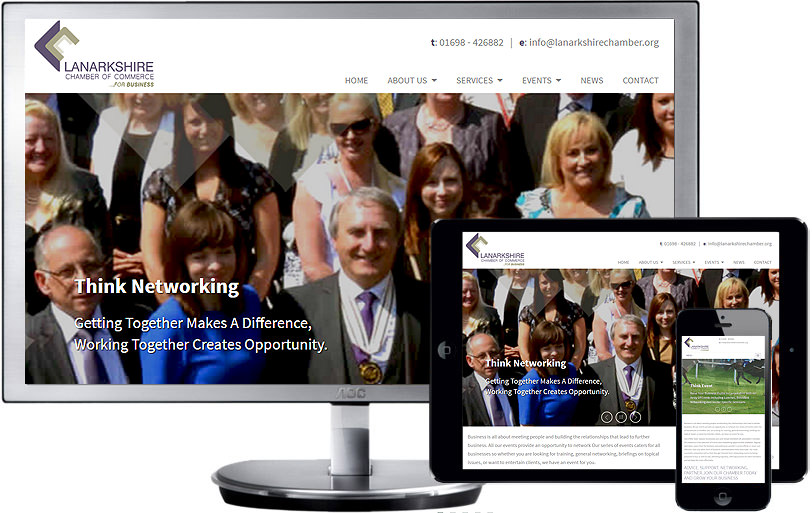 LANARKSHIRE
CHAMBER OF COMMERCE
...FOR BUSINESS
t: 01698 - 426882 | e: info@lanarkshirechamber.org
HOME ABOUT US SERVICES EVENTS NEWS CONTACT
Think Networking
Getting Together Makes A Difference,
Working Together Creates Opportunity.
AOC
LANARKSHIRE
CHAMBER OF COMMERCE
...FOR BUSINESS
t: 01698 - 426882 | e: info@lanarkshirechamber.org
HOME ABOUT US SERVICES EVENTS NEWS CONTACT
Think Networking
Getting Together Makes A Difference,
Working Together Creates Opportunity.
Business is all about meeting people and building the relationships that lead to further
business. All our events provide an opportunity to network Our series of events caters for all
businesses so whether you are looking for training, general networking, briefings on topical
issues, or want to entertain clients, we have an event for you.
LANARKSHIRE
Think Event
ADVICE, SUPPORT, NETWORKING,
PARTNER JOIN OUR CHAMBER TODAY
AND GROW YOUR BUSINESS